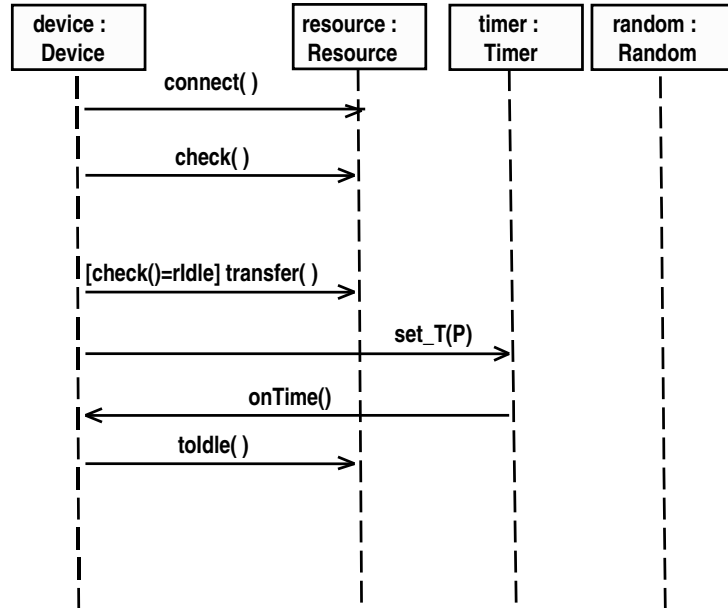 device :
Device
resource :
Resource
timer :
Timer
random :
Random
connect( )
check( )
[check()=rIdle] transfer( )
set_T(P)
onTime()
toIdle( )